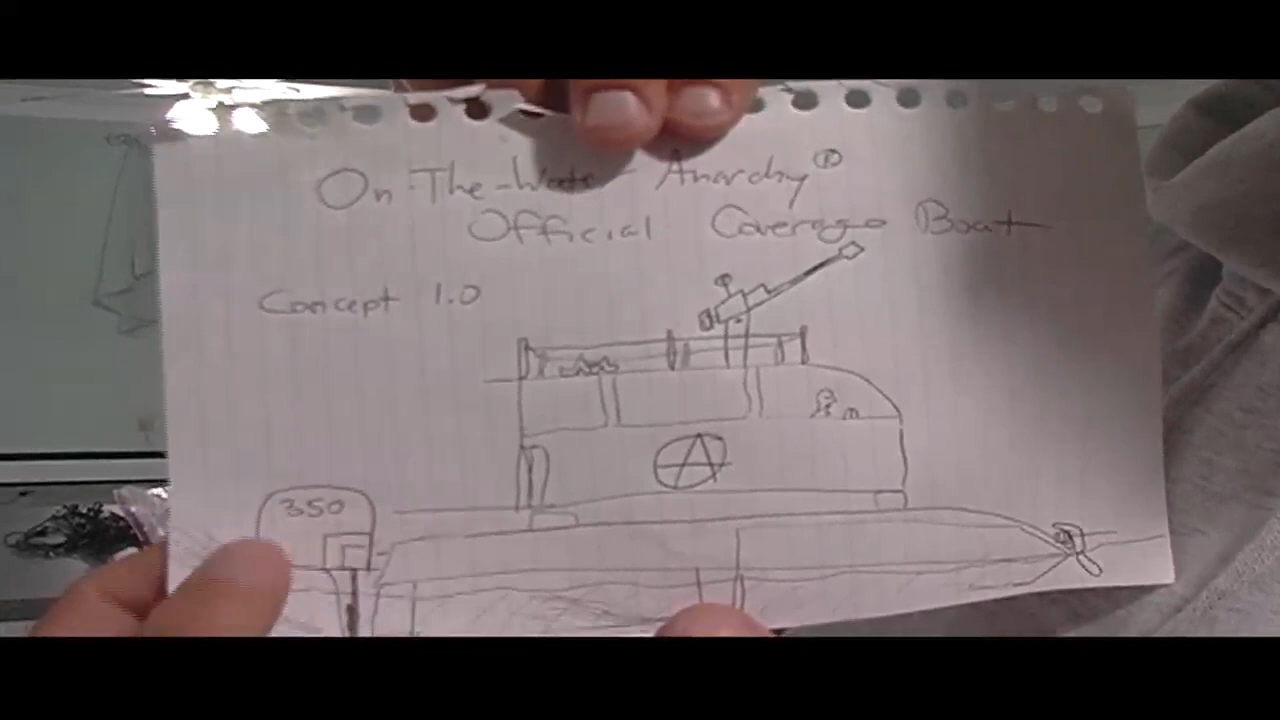 On-The-Water Anarchy®
Official Coverage Boat
Concept 1.0
A
350